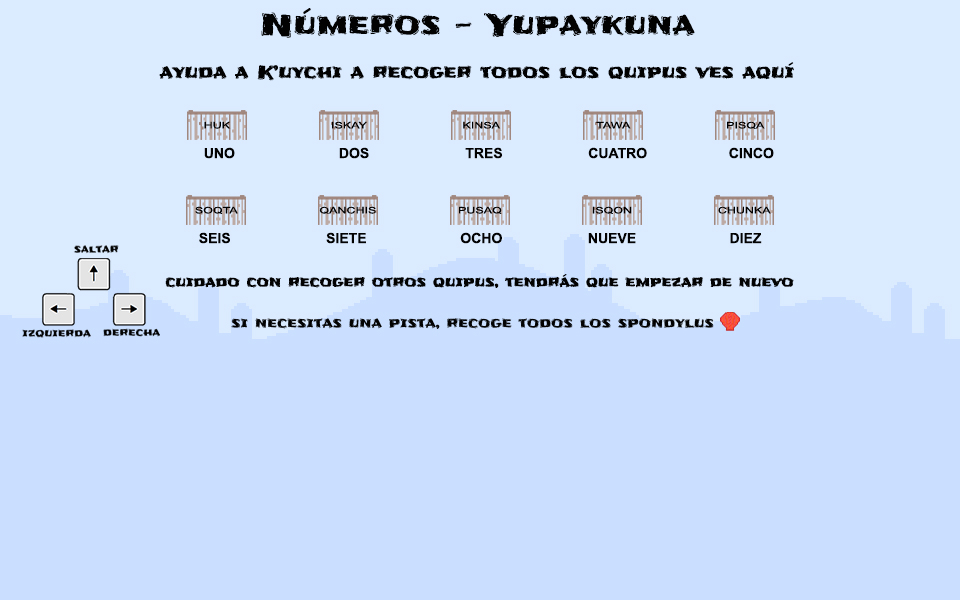 NÚMEROS - YUPAYKUNA
AYUDA A K'UYCHI A RECOGER TODOS LOS QUIPUS VES AQUÍ
HUK ISKAY KINSA TAWA PISQA
UNO DOS TRES CUATRO CINCO
SOQTA QANCHIS PUSAQ ISQON CHUNKA
SEIS SIETE OCHO NUEVE DIEZ
SALTAR
CUIDADO CON RECOGER OTROS QUIPUS, TENDRÁS QUE EMPEZAR DE NUEVO
IZQUIERDA DERECHA
SI NECESITAS UNA PISTA, RECOGE TODOS LOS SPONDYLUS